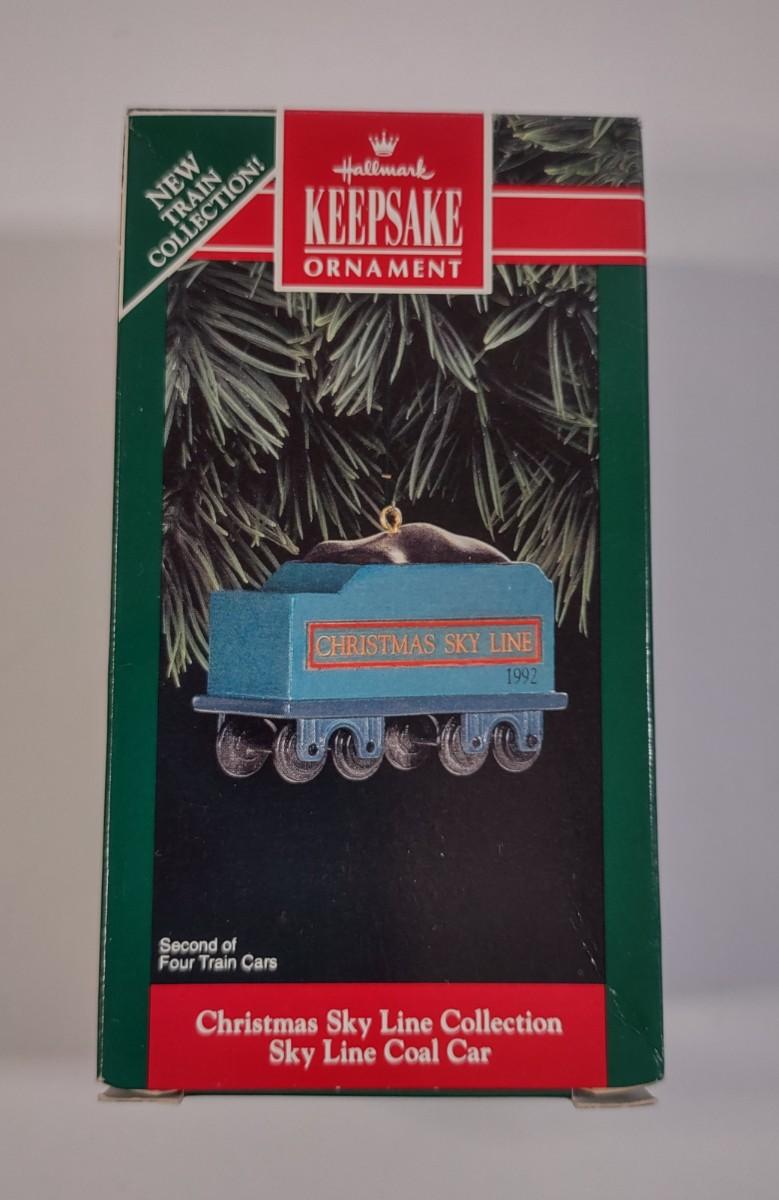 NEW
TRAIN
COLLECTION!
Hallmark
KEEPSAKE
ORNAMENT
CHRISTMAS SKY LINE
1992
Second of
Four Train Cars
Christmas Sky Line Collection
Sky Line Coal Car